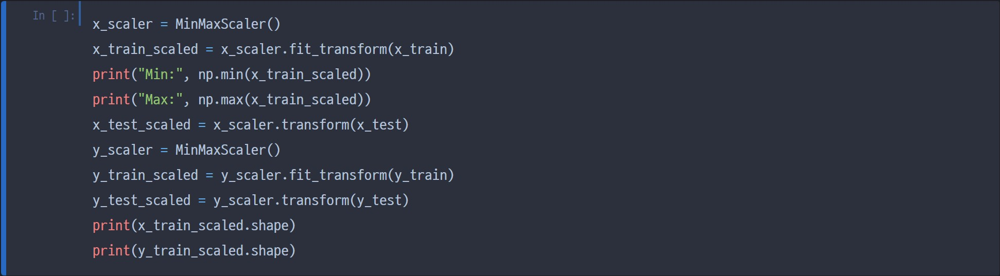 In [ ]:
x_scaler = MinMaxScaler()
x_train_scaled = x_scaler.fit_transform(x_train)
print("Min:", np.min(x_train_scaled))
print("Max:", np.max(x_train_scaled))
x_test_scaled = x_scaler.transform(x_test)
y_scaler = MinMaxScaler()
y_train_scaled = y_scaler.fit_transform(y_train)
y_test_scaled = y_scaler.transform(y_test)
print(x_train_scaled.shape)
print(y_train_scaled.shape)